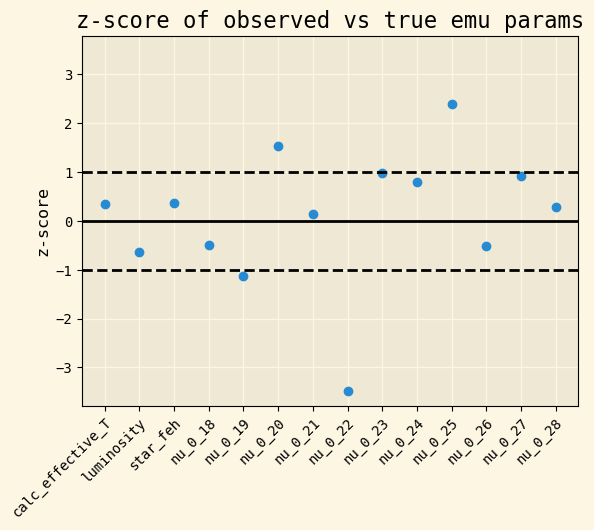 z-score of observed vs true emu params
z-score
3
2
1
0
−1
−2
−3
calc_effective_T
luminosity
star_feh
nu_0_18
nu_0_19
nu_0_20
nu_0_21
nu_0_22
nu_0_23
nu_0_24
nu_0_25
nu_0_26
nu_0_27
nu_0_28